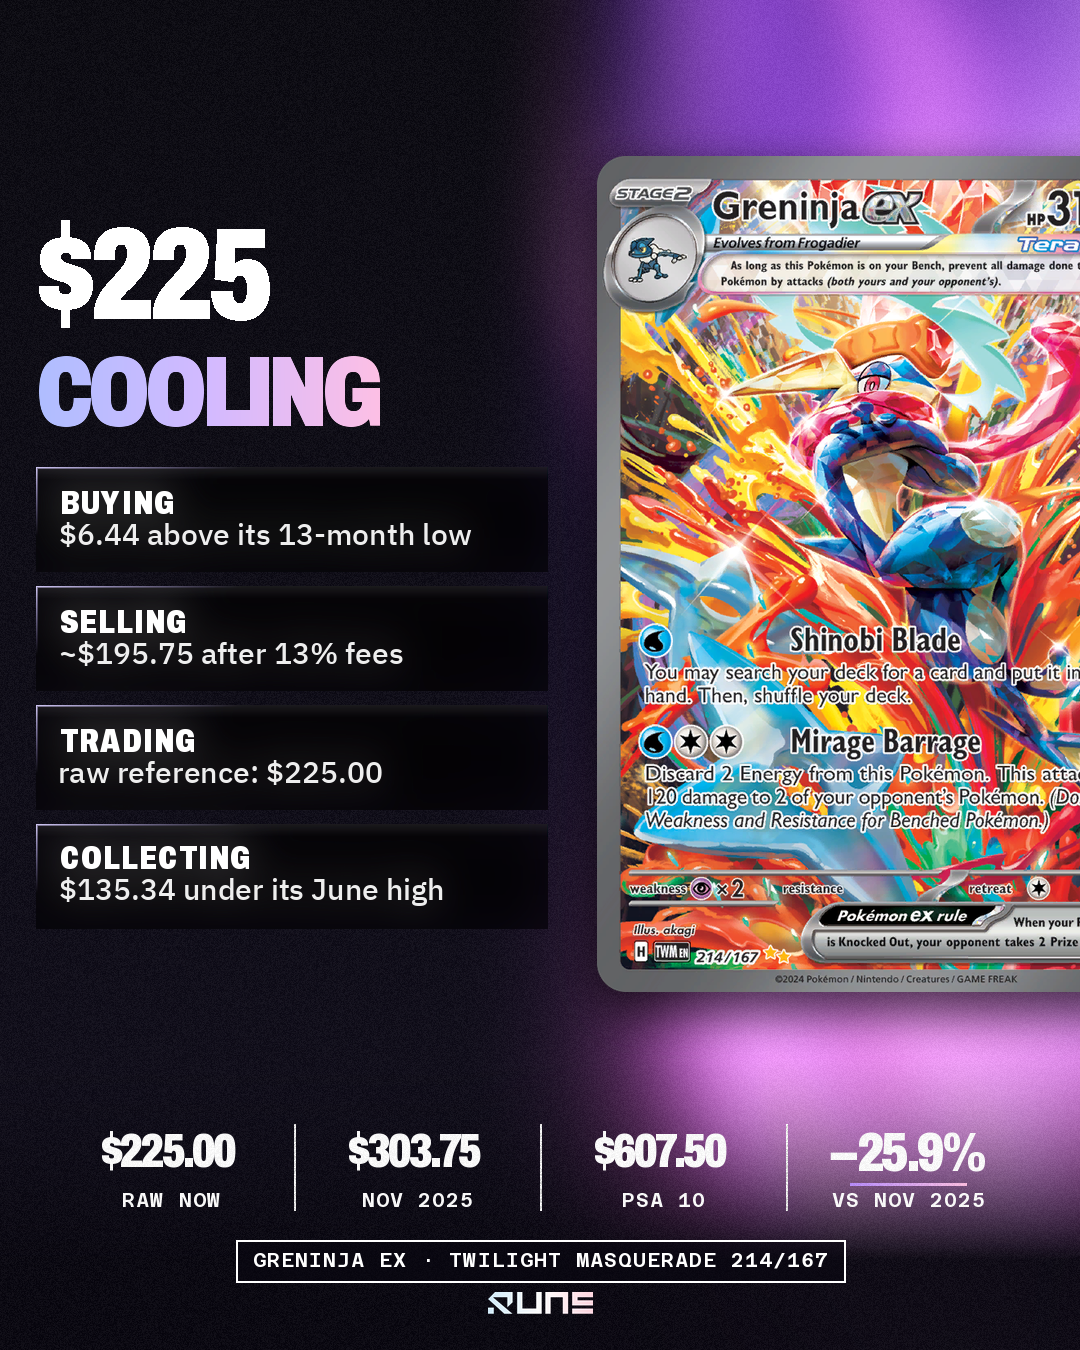 $225
COOLING
BUYING
$6.44 above its 13-month low
SELLING
~$195.75 after 13% fees
TRADING
raw reference: $225.00
COLLECTING
$135.34 under its June high
STAGE2
Greninja ex
HP 31
Evolves from Frogadier
Tera
As long as this Pokémon is on your Bench, prevent all damage done t
Pokémon by attacks (both yours and your opponent's).
Shinobi Blade
You may search your deck for a card and put it in
hand. Then, shuffle your deck.
Mirage Barrage
Discard 2 Energy from this Pokémon. This attac
120 damage to 2 of your opponent's Pokémon. (Do
Weakness and Resistance for Benched Pokémon.)
weakness ×2 resistance retreat
Pokémon ex rule
When your P
is Knocked Out, your opponent takes 2 Prize
Illus. akagi
H TWM EN 214/167
©2024 Pokémon / Nintendo / Creatures / GAME FREAK
$225.00
RAW NOW
$303.75
NOV 2025
$607.50
PSA 10
–25.9%
VS NOV 2025
GRENINJA EX · TWILIGHT MASQUERADE 214/167
RUNE